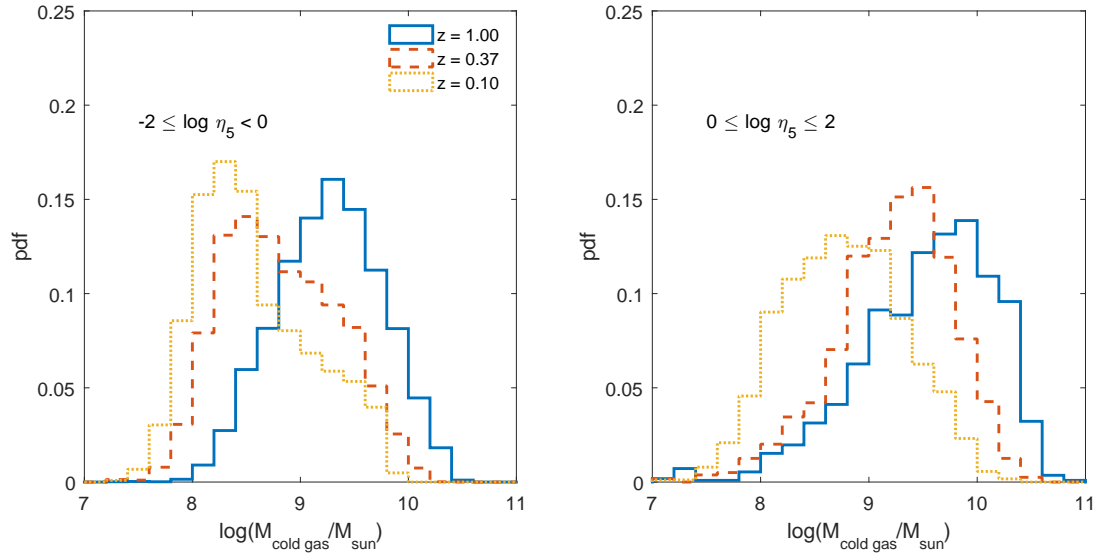 0.25
0.2
0.15
0.1
0.05
0
pdf
7
8
9
10
11
log(M_cold gas/M_sun)
-2 ≤ log η_5 < 0
z = 1.00
z = 0.37
z = 0.10
0.25
0.2
0.15
0.1
0.05
0
pdf
7
8
9
10
11
log(M_cold gas/M_sun)
0 ≤ log η_5 ≤ 2